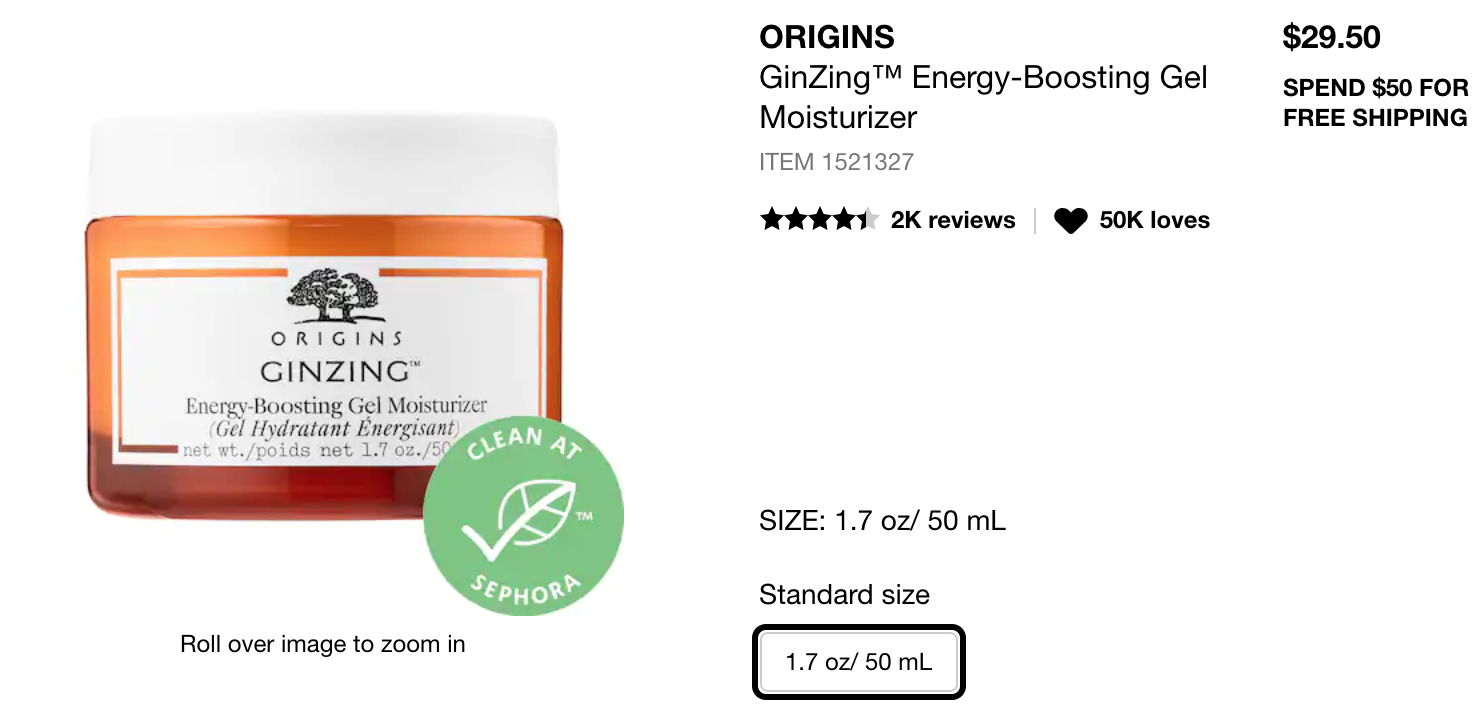 ORIGINS
GINZING™
Energy-Boosting Gel Moisturizer
(Gel Hydratant Énergisant)
net wt./poids net 1.7 oz./50
CLEAN AT
™
SEPHORA
Roll over image to zoom in
ORIGINS
GinZing™ Energy-Boosting Gel
Moisturizer
ITEM 1521327
2K reviews
50K loves
SIZE: 1.7 oz/ 50 mL
Standard size
1.7 oz/ 50 mL
$29.50
SPEND $50 FOR
FREE SHIPPING